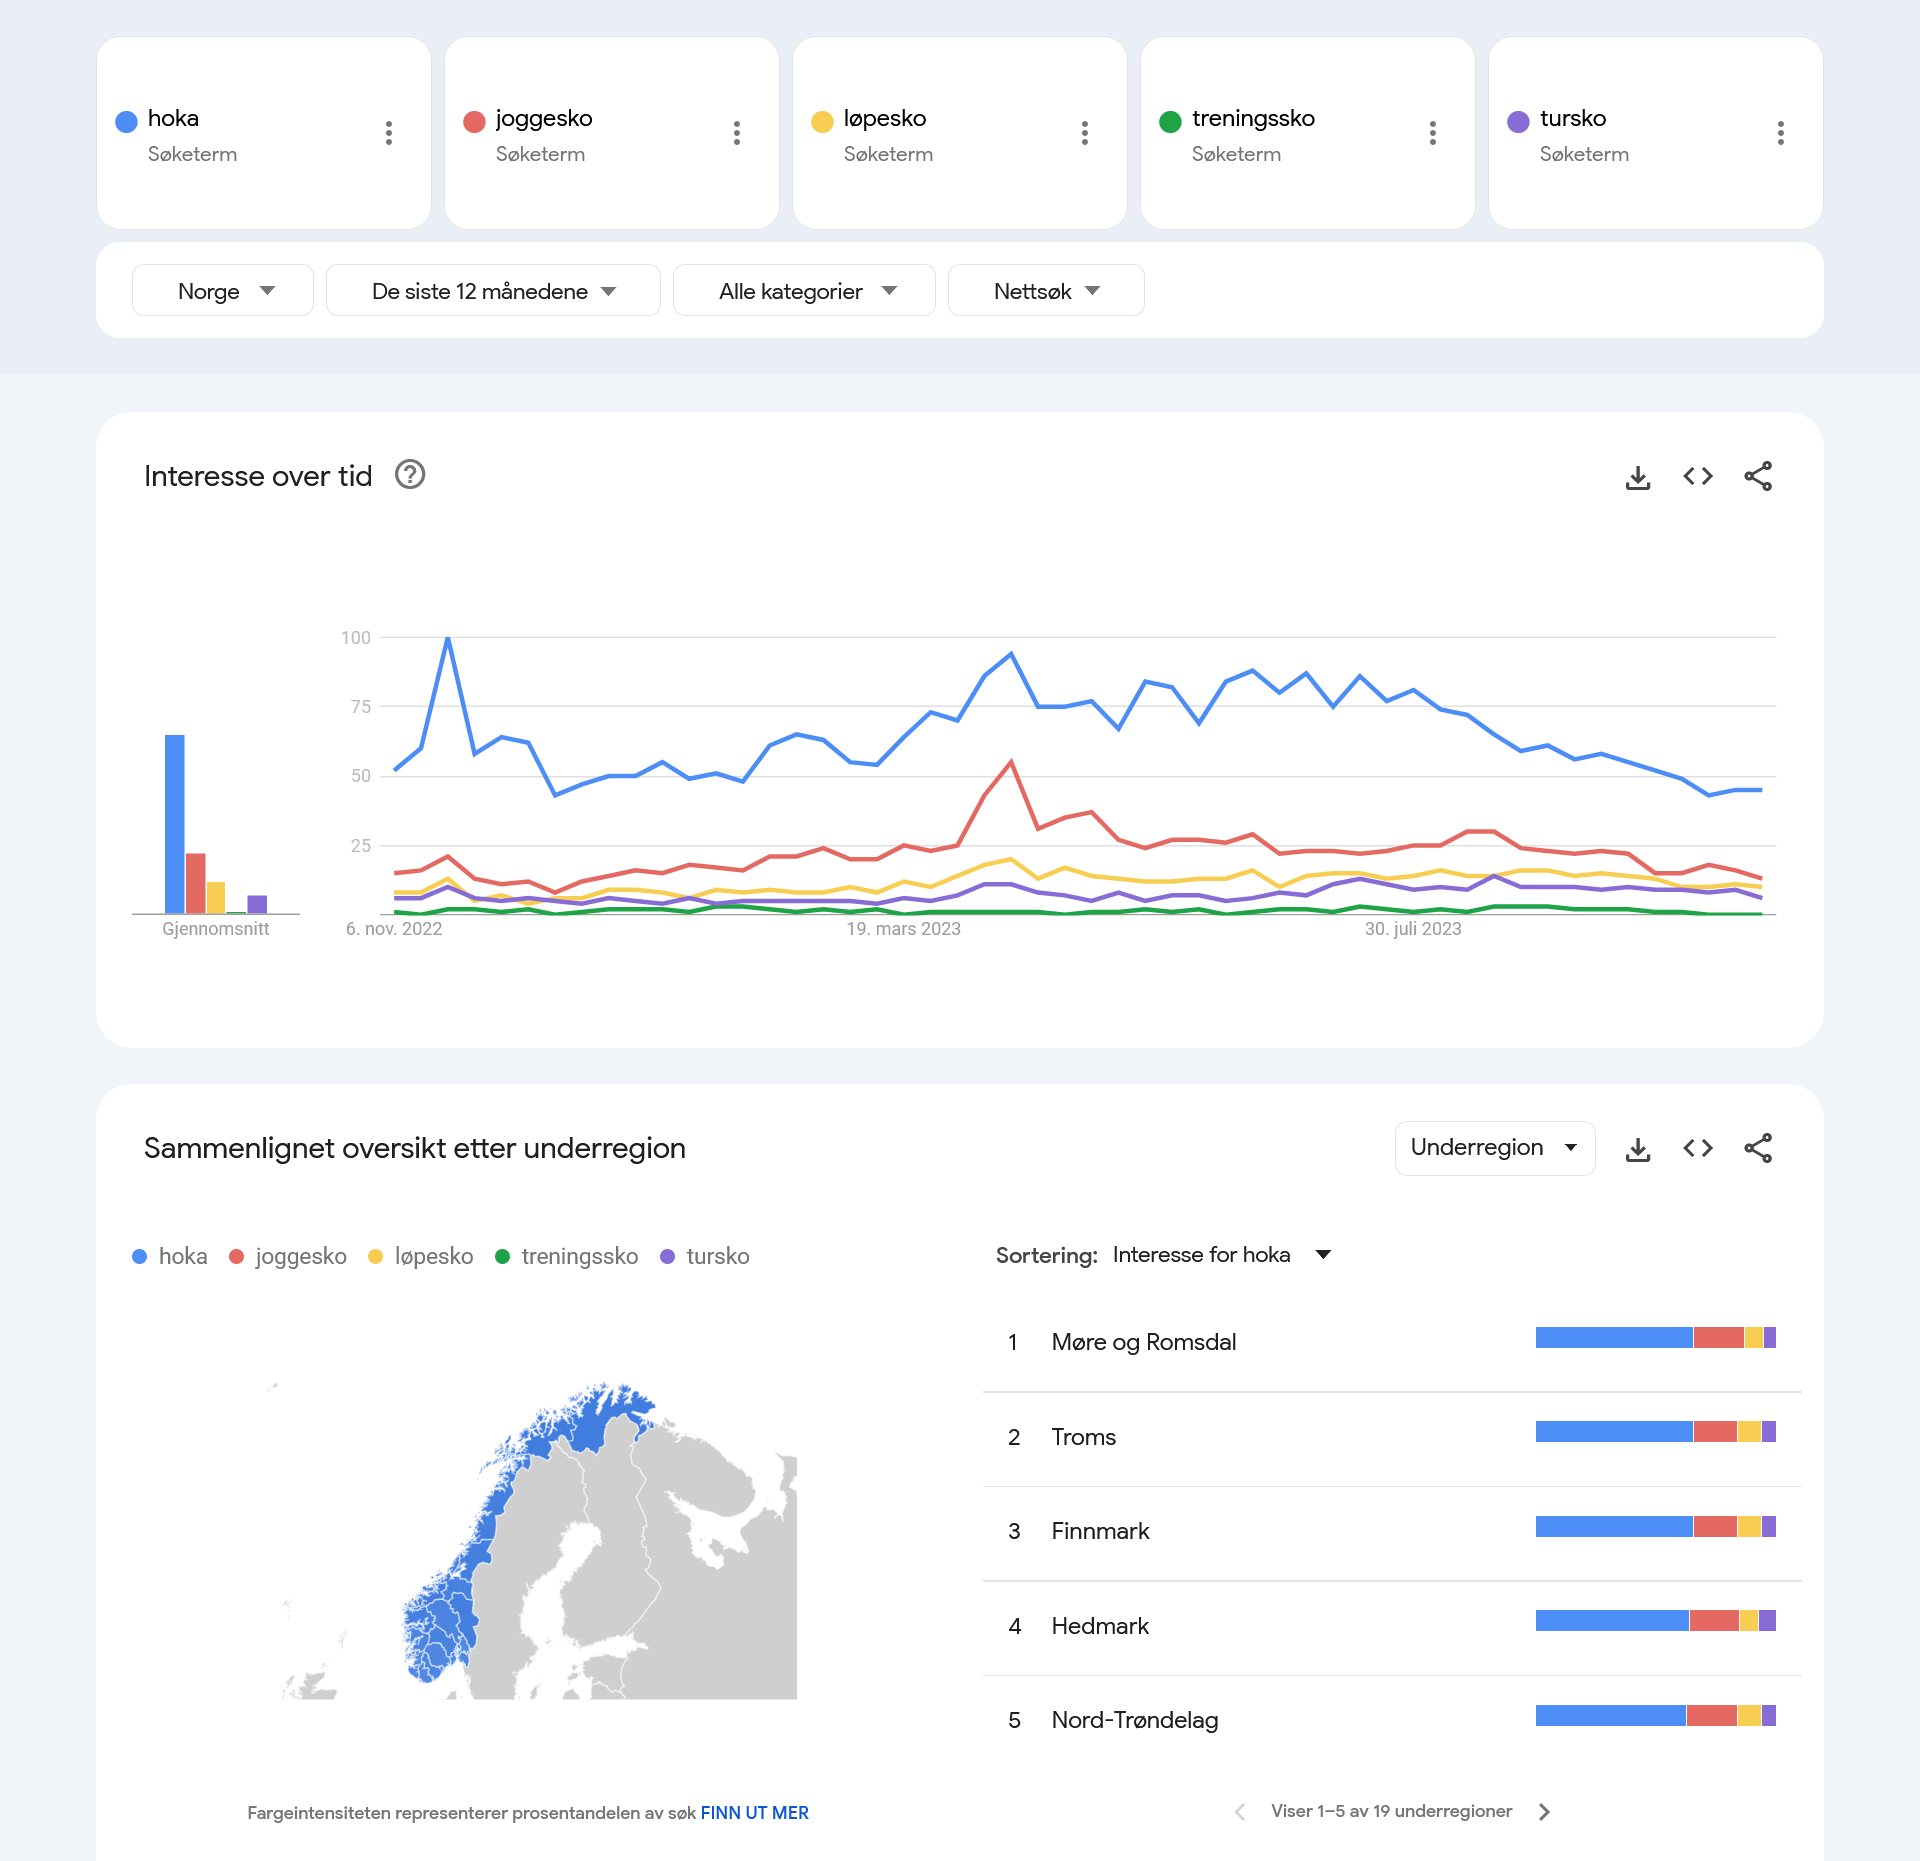 hoka
Søketerm
joggesko
Søketerm
løpesko
Søketerm
treningssko
Søketerm
tursko
Søketerm
Norge
De siste 12 månedene
Alle kategorier
Nettsøk
Interesse over tid
100
75
50
25
Gjennomsnitt
6. nov. 2022
19. mars 2023
30. juli 2023
Sammenlignet oversikt etter underregion
Underregion
hoka
joggesko
løpesko
treningssko
tursko
Sortering: Interesse for hoka
1 Møre og Romsdal
2 Troms
3 Finnmark
4 Hedmark
5 Nord-Trøndelag
Fargeintensiteten representerer prosentandelen av søk FINN UT MER
Viser 1–5 av 19 underregioner